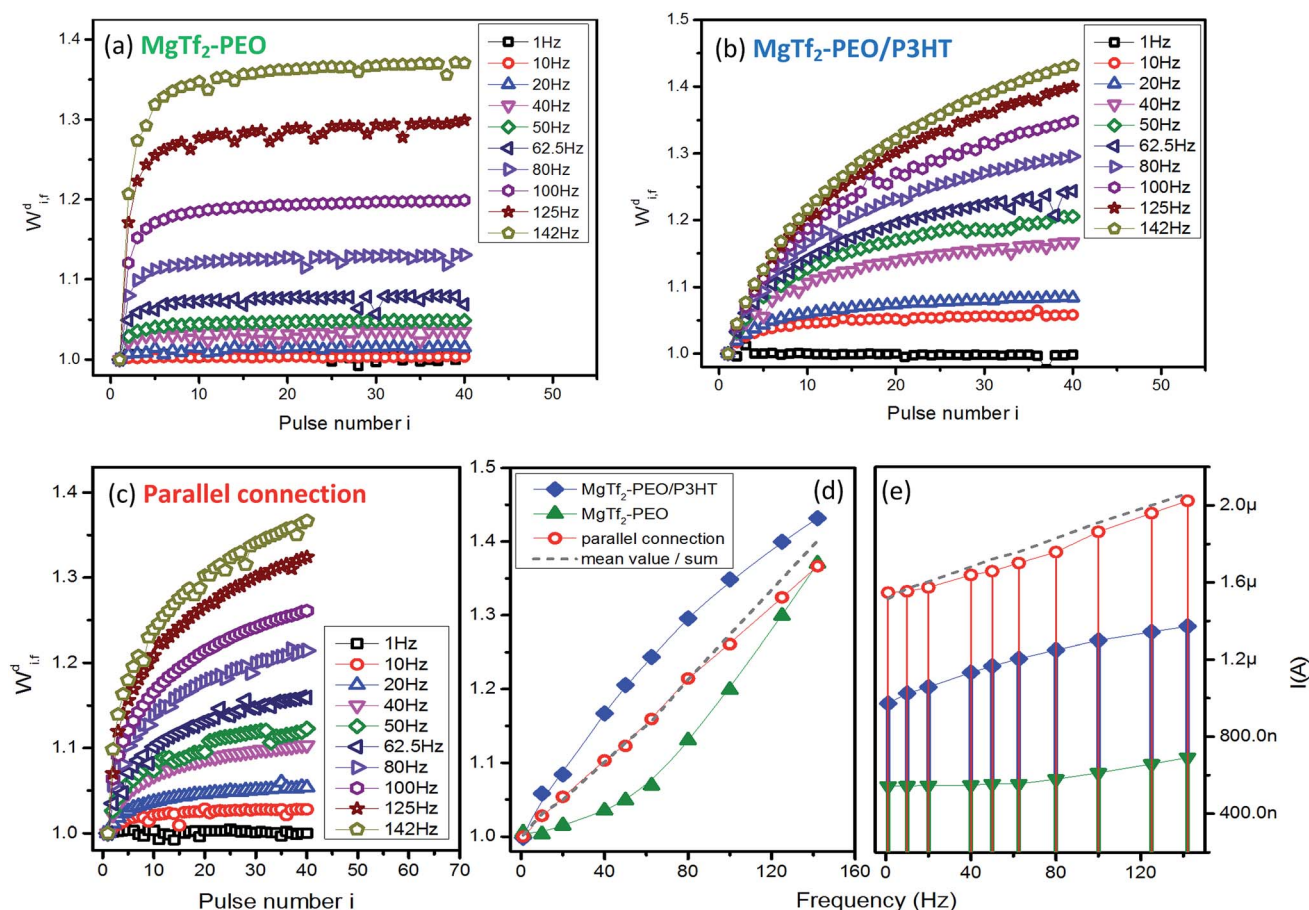 (a) MgTf₂-PEO
W^d_{i,f}
1.4
1.3
1.2
1.1
1.0
1Hz
10Hz
20Hz
40Hz
50Hz
62.5Hz
80Hz
100Hz
125Hz
142Hz
0 10 20 30 40 50
Pulse number i
(b) MgTf₂-PEO/P3HT
W^d_{i,f}
1.5
1.4
1.3
1.2
1.1
1.0
1Hz
10Hz
20Hz
40Hz
50Hz
62.5Hz
80Hz
100Hz
125Hz
142Hz
0 10 20 30 40 50
Pulse number i
(c) Parallel connection
W^d_{i,f}
1.4
1.3
1.2
1.1
1.0
1Hz
10Hz
20Hz
40Hz
50Hz
62.5Hz
80Hz
100Hz
125Hz
142Hz
0 10 20 30 40 50 60 70
Pulse number i
(d)
MgTf₂-PEO/P3HT
MgTf₂-PEO
parallel connection
mean value / sum
1.5
1.4
1.3
1.2
1.1
1.0
0 40 80 120 160
(e)
2.0µ
1.6µ
1.2µ
800.0n
400.0n
I(A)
0 40 80 120
Frequency (Hz)